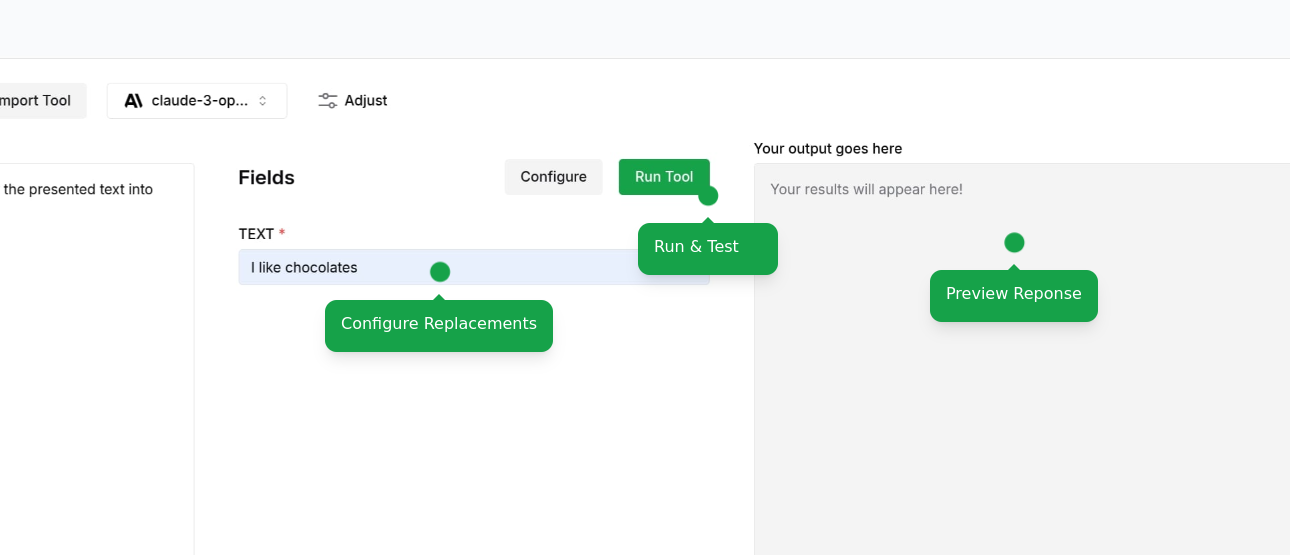 mport Tool
claude-3-op...
Adjust
the presented text into
Fields
Configure
Run Tool
TEXT *
I like chocolates
Configure Replacements
Run & Test
Your output goes here
Your results will appear here!
Preview Reponse